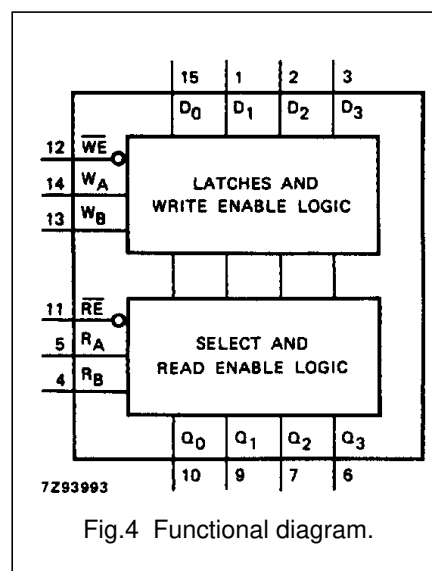 15 1 2 3
D0 D1 D2 D3
12 WE
14 WA
13 WB
LATCHES AND
WRITE ENABLE LOGIC
11 RE
5 RA
4 RB
SELECT AND
READ ENABLE LOGIC
Q0 Q1 Q2 Q3
10 9 7 6
7Z93993
Fig.4 Functional diagram.